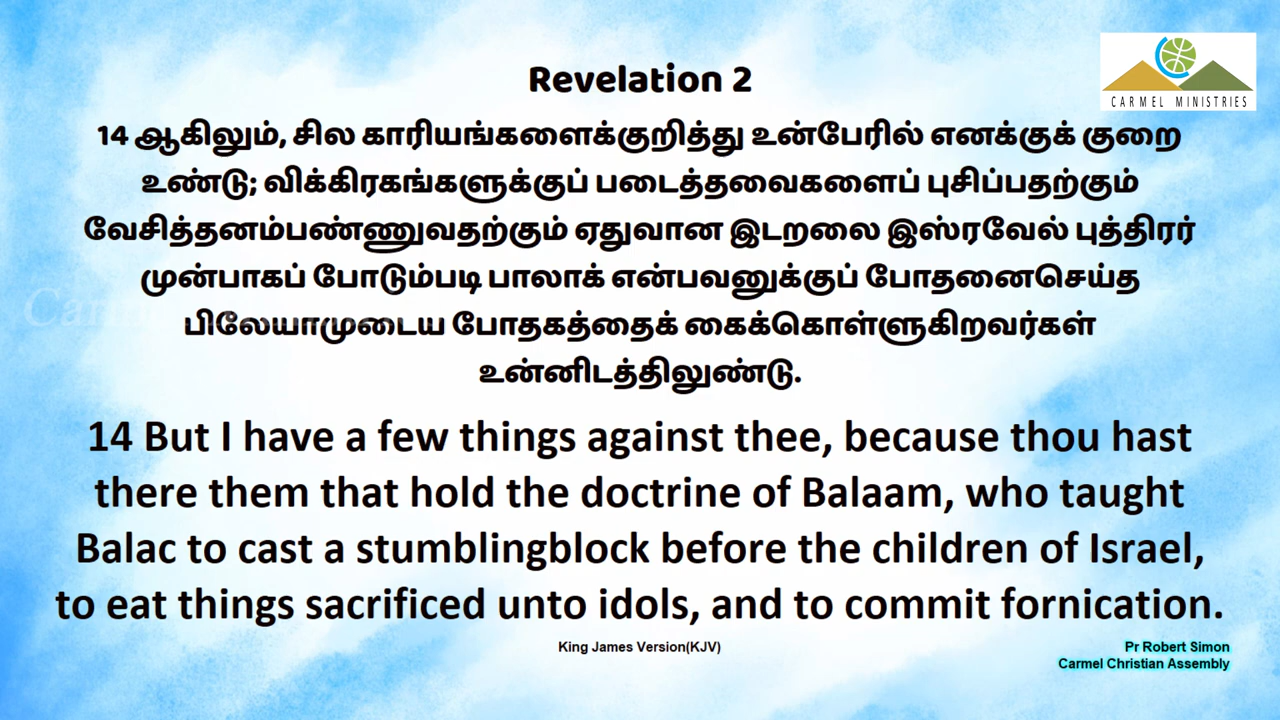 Revelation 2
CARMEL MINISTRIES
14 ஆகிலும், சில காரியங்களைக்குறித்து உன்பேரில் எனக்குக் குறை
உண்டு; விக்கிரகங்களுக்குப் படைத்தவைகளைப் புசிப்பதற்கும்
வேசித்தனம்பண்ணுவதற்கும் ஏதுவான இடறலை இஸ்ரவேல் புத்திரர்
முன்பாகப் போடும்படி பாலாக் என்பவனுக்குப் போதனைசெய்த
பிலேயாமுடைய போதகத்தைக் கைக்கொள்ளுகிறவர்கள்
உன்னிடத்திலுண்டு.
14 But I have a few things against thee, because thou hast
there them that hold the doctrine of Balaam, who taught
Balac to cast a stumblingblock before the children of Israel,
to eat things sacrificed unto idols, and to commit fornication.
King James Version(KJV)
Pr Robert Simon
Carmel Christian Assembly